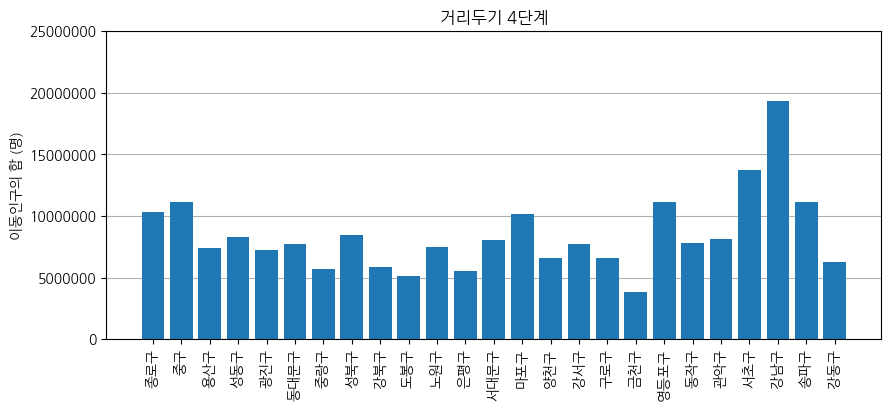 거리두기 4단계
이동인구의 합 (명)
25000000
20000000
15000000
10000000
5000000
0
종로구
중구
용산구
성동구
광진구
동대문구
중랑구
성북구
강북구
도봉구
노원구
은평구
서대문구
마포구
양천구
강서구
구로구
금천구
영등포구
동작구
관악구
서초구
강남구
송파구
강동구